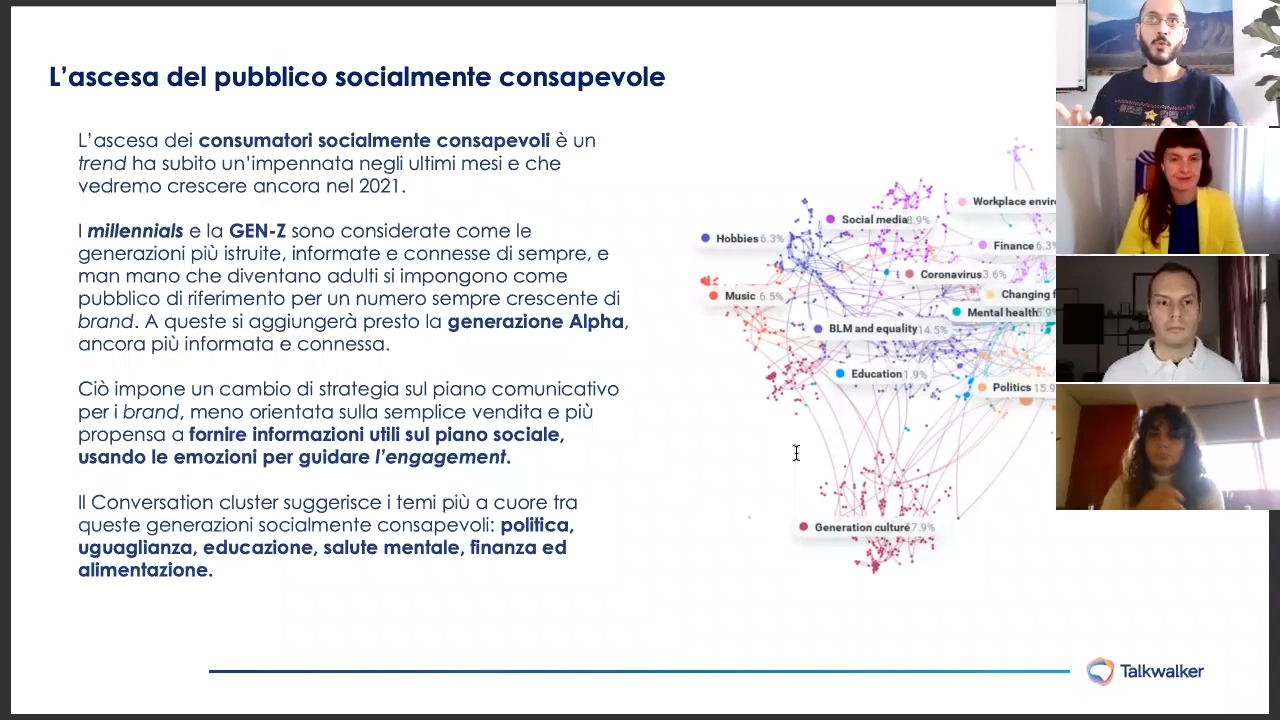 L'ascesa del pubblico socialmente consapevole
L'ascesa dei consumatori socialmente consapevoli è un
trend ha subito un'impennata negli ultimi mesi e che
vedremo crescere ancora nel 2021.
I millennials e la GEN-Z sono considerate come le
generazioni più istruite, informate e connesse di sempre, e
man mano che diventano adulti si impongono come
pubblico di riferimento per un numero sempre crescente di
brand. A queste si aggiungerà presto la generazione Alpha,
ancora più informata e connessa.
Ciò impone un cambio di strategia sul piano comunicativo
per i brand, meno orientata sulla semplice vendita e più
propensa a fornire informazioni utili sul piano sociale,
usando le emozioni per guidare l'engagement.
Il Conversation cluster suggerisce i temi più a cuore tra
queste generazioni socialmente consapevoli: politica,
uguaglianza, educazione, salute mentale, finanza ed
alimentazione.
Workplace
Social media 8.9%
Hobbies 6.3%
Finance 6.3%
Coronavirus 3.6%
Music 6.5%
Changing
Mental health
BLM and equality 14.5%
Education 1.9%
Politics 15.9
Generation culture 7.9%
Talkwalker